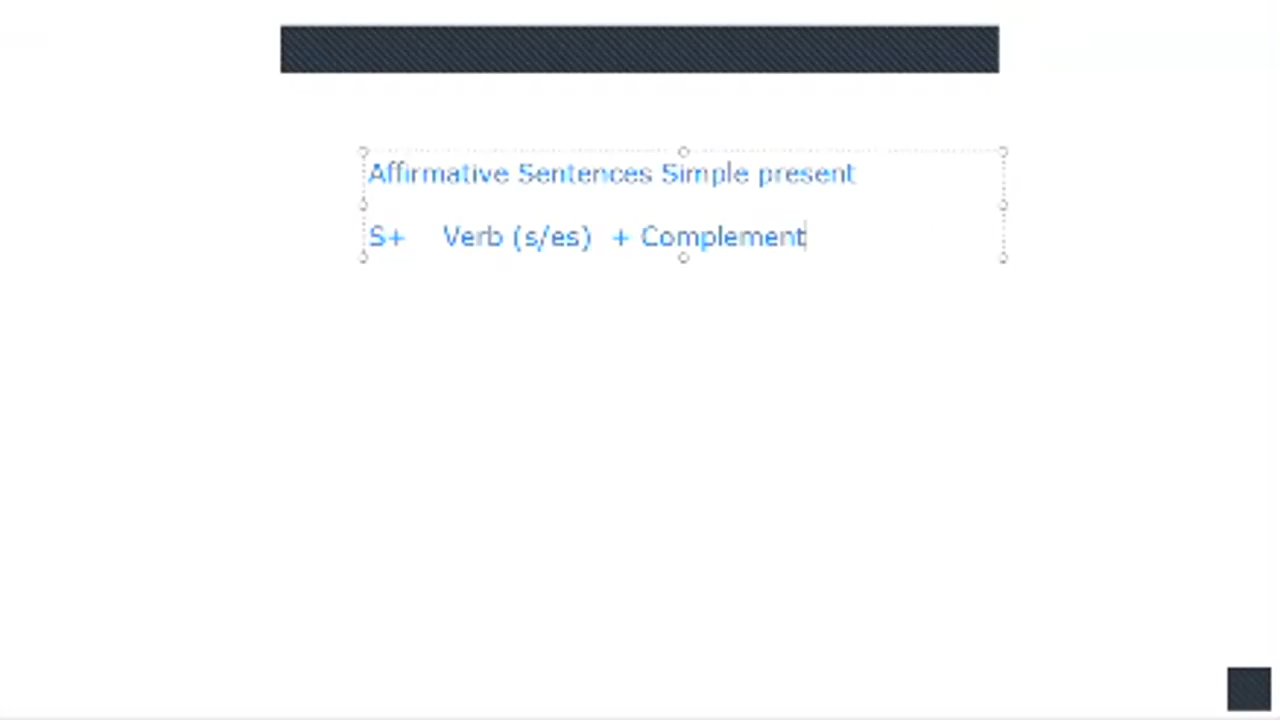 Affirmative Sentences Simple present
S+ Verb (s/es) + Complement